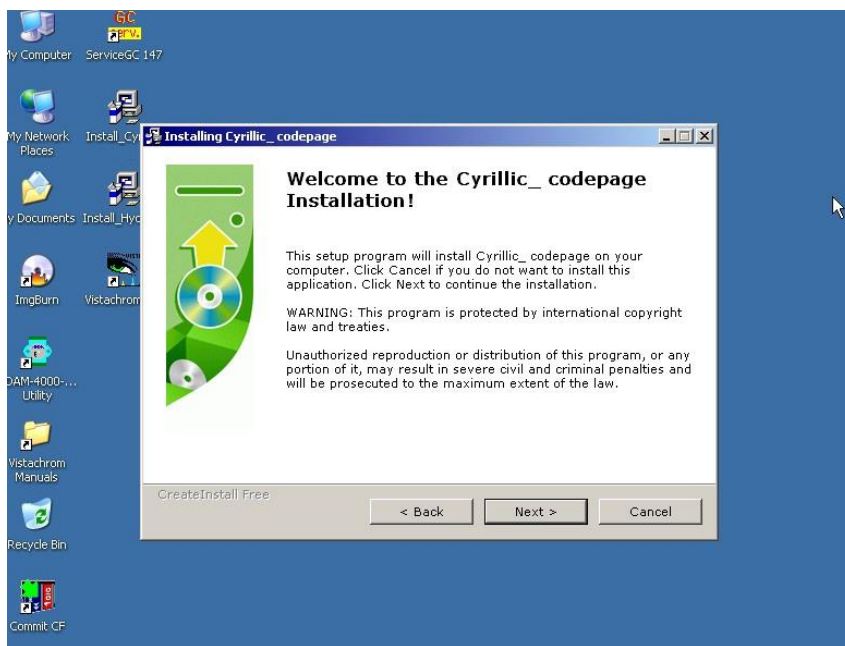 GC
serv.
My Computer
ServiceGC 147
My Network
Places
Install_Cy
y Documents
Install_Hyd
ImgBurn
Vistachrom
DAM-4000-...
Utility
Vistachrom
Manuals
Recycle Bin
Commit CF
Installing Cyrillic_ codepage
Welcome to the Cyrillic_ codepage
Installation!
This setup program will install Cyrillic_ codepage on your
computer. Click Cancel if you do not want to install this
application. Click Next to continue the installation.
WARNING: This program is protected by international copyright
law and treaties.
Unauthorized reproduction or distribution of this program, or any
portion of it, may result in severe civil and criminal penalties and
will be prosecuted to the maximum extent of the law.
CreateInstall Free
< Back
Next >
Cancel